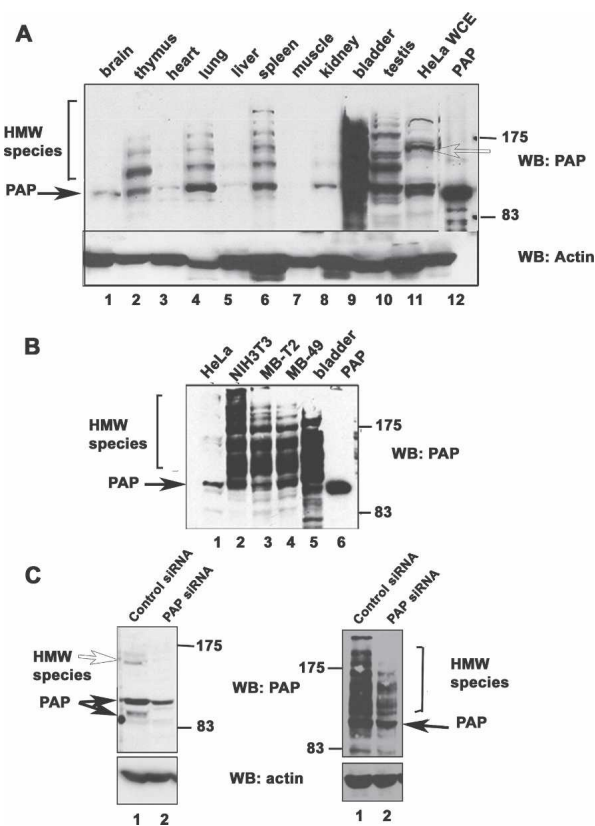 A
brain
thymus
heart
lung
liver
spleen
muscle
kidney
bladder
testis
HeLa WCE
PAP
HMW
species
175
WB: PAP
PAP
83
WB: Actin
1 2 3 4 5 6 7 8 9 10 11 12
B
HeLa
NIH3T3
MB-T2
MB-49
bladder
PAP
HMW
species
175
WB: PAP
PAP
83
1 2 3 4 5 6
C
Control siRNA
PAP siRNA
175
HMW
species
PAP
WB: PAP
83
WB: actin
1 2
Control siRNA
PAP siRNA
175
HMW
species
PAP
83
1 2